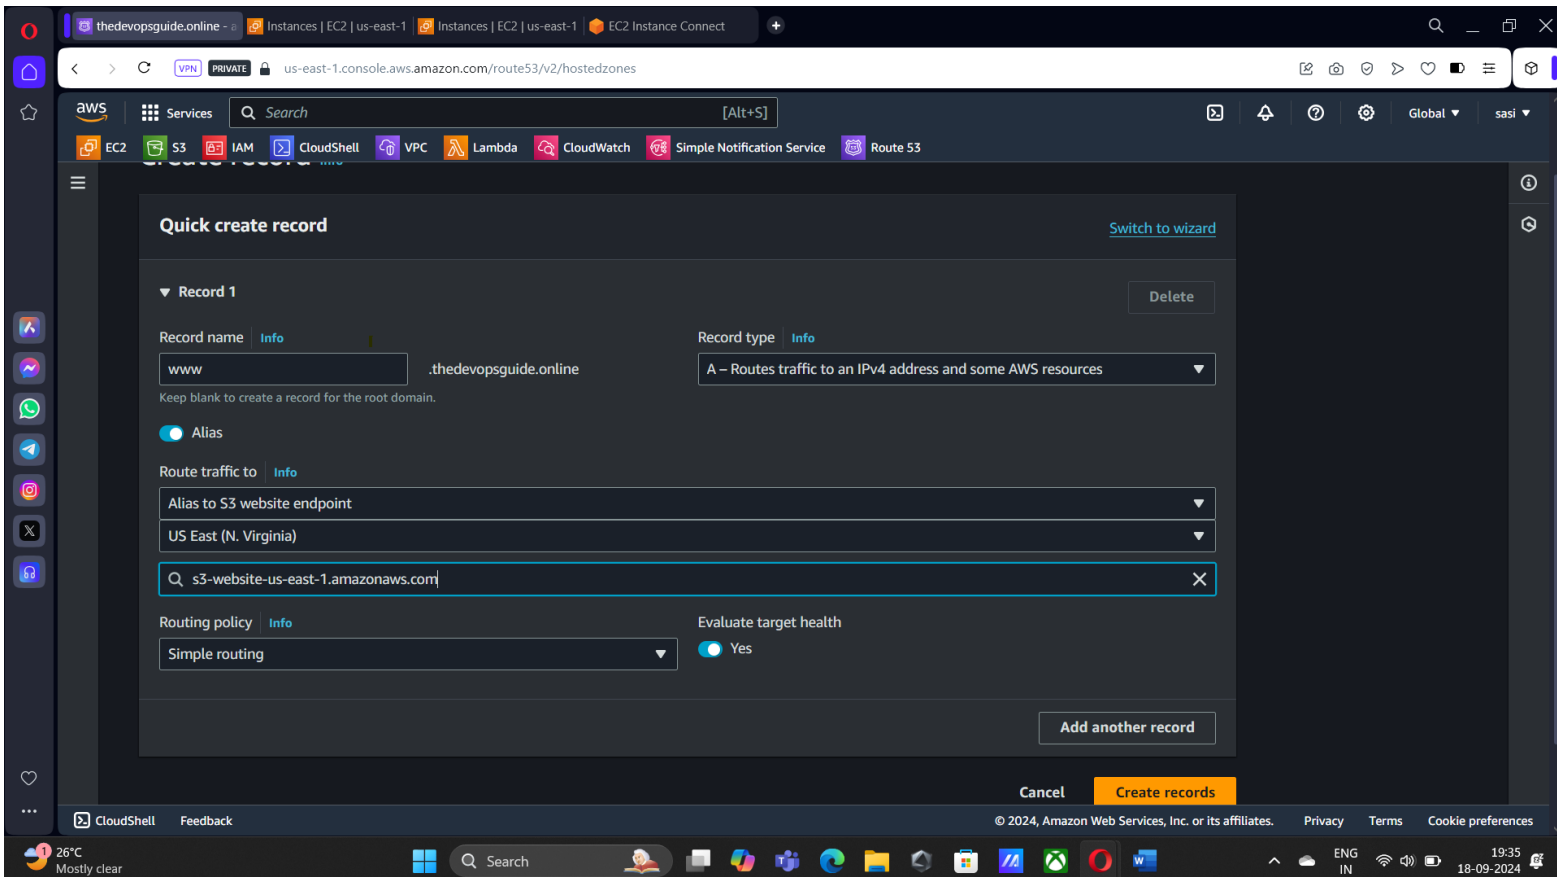 thedevopsguide.online - a
Instances | EC2 | us-east-1
Instances | EC2 | us-east-1
EC2 Instance Connect
VPN
PRIVATE
us-east-1.console.aws.amazon.com/route53/v2/hostedzones
aws
Services
Search
[Alt+S]
Global
sasi
EC2
S3
IAM
CloudShell
VPC
Lambda
CloudWatch
Simple Notification Service
Route 53
Create record Info
Quick create record
Switch to wizard
Record 1
Delete
Record name Info
Record type Info
www
.thedevopsguide.online
A – Routes traffic to an IPv4 address and some AWS resources
Keep blank to create a record for the root domain.
Alias
Route traffic to Info
Alias to S3 website endpoint
US East (N. Virginia)
s3-website-us-east-1.amazonaws.com
Routing policy Info
Evaluate target health
Simple routing
Yes
Add another record
Cancel
Create records
CloudShell
Feedback
© 2024, Amazon Web Services, Inc. or its affiliates.
Privacy
Terms
Cookie preferences
1
26°C
Mostly clear
Search
ENG
IN
19:35
18-09-2024